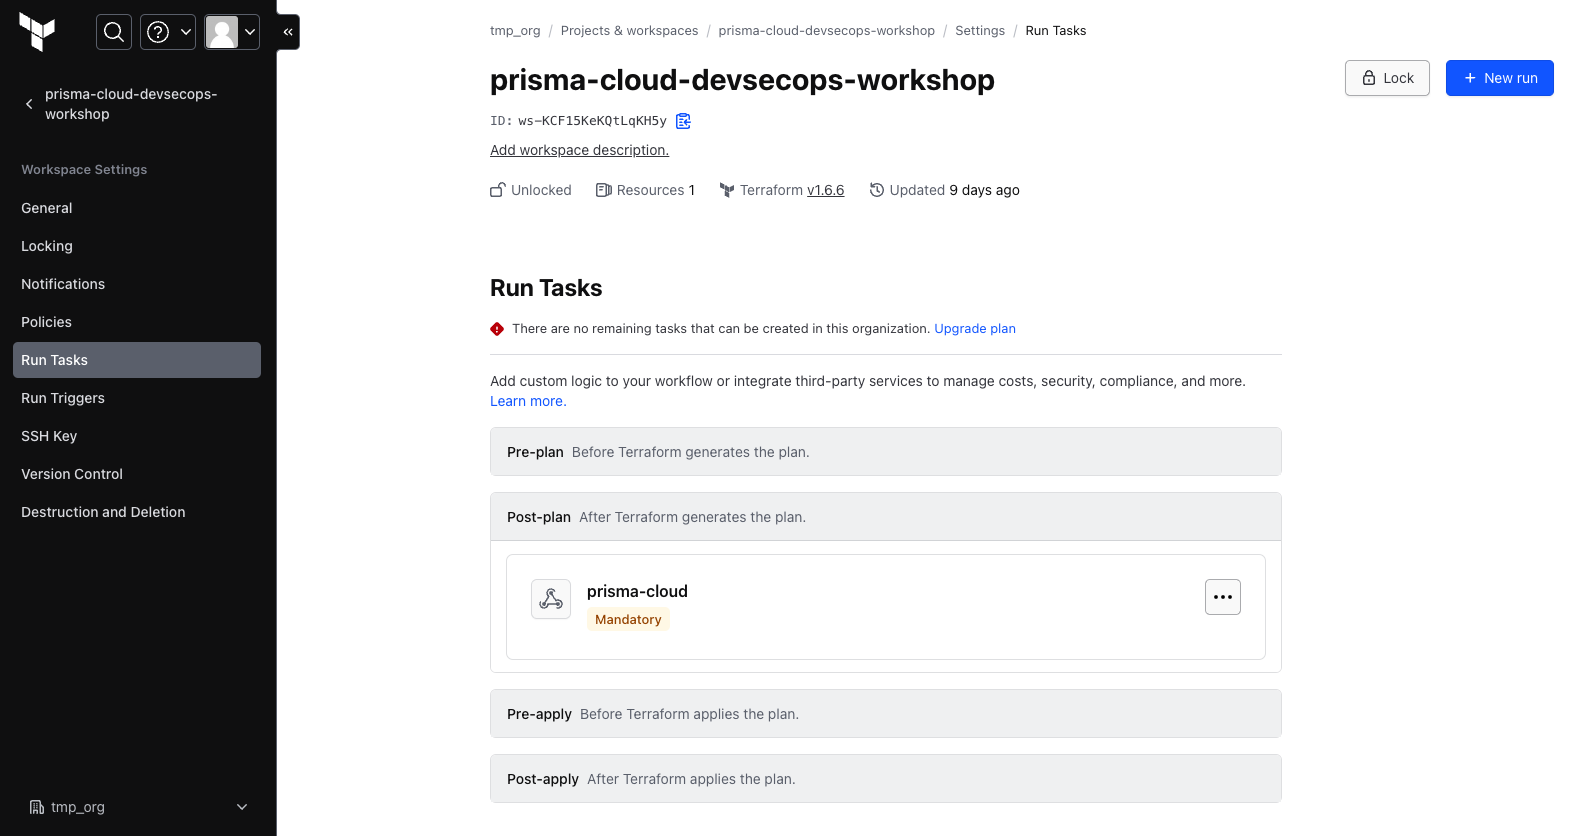 prisma-cloud-devsecops-
workshop
Workspace Settings
General
Locking
Notifications
Policies
Run Tasks
Run Triggers
SSH Key
Version Control
Destruction and Deletion
tmp_org
tmp_org / Projects & workspaces / prisma-cloud-devsecops-workshop / Settings / Run Tasks
prisma-cloud-devsecops-workshop
Lock
+ New run
ID: ws-KCF15KeKQtLqKH5y
Add workspace description.
Unlocked Resources 1 Terraform v1.6.6 Updated 9 days ago
Run Tasks
There are no remaining tasks that can be created in this organization. Upgrade plan
Add custom logic to your workflow or integrate third-party services to manage costs, security, compliance, and more.
Learn more.
Pre-plan Before Terraform generates the plan.
Post-plan After Terraform generates the plan.
prisma-cloud
Mandatory
Pre-apply Before Terraform applies the plan.
Post-apply After Terraform applies the plan.